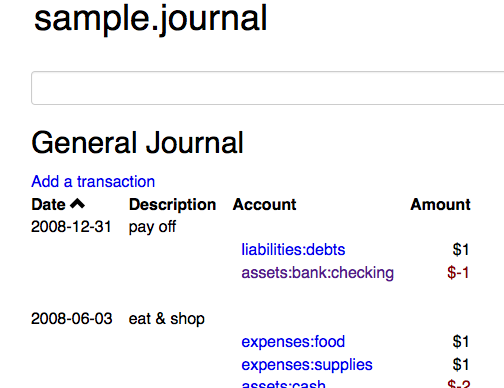 sample.journal
General Journal
Add a transaction
Date Description Account Amount
2008-12-31 pay off
liabilities:debts $1
assets:bank:checking $-1
2008-06-03 eat & shop
expenses:food $1
expenses:supplies $1
assets:cash $-2